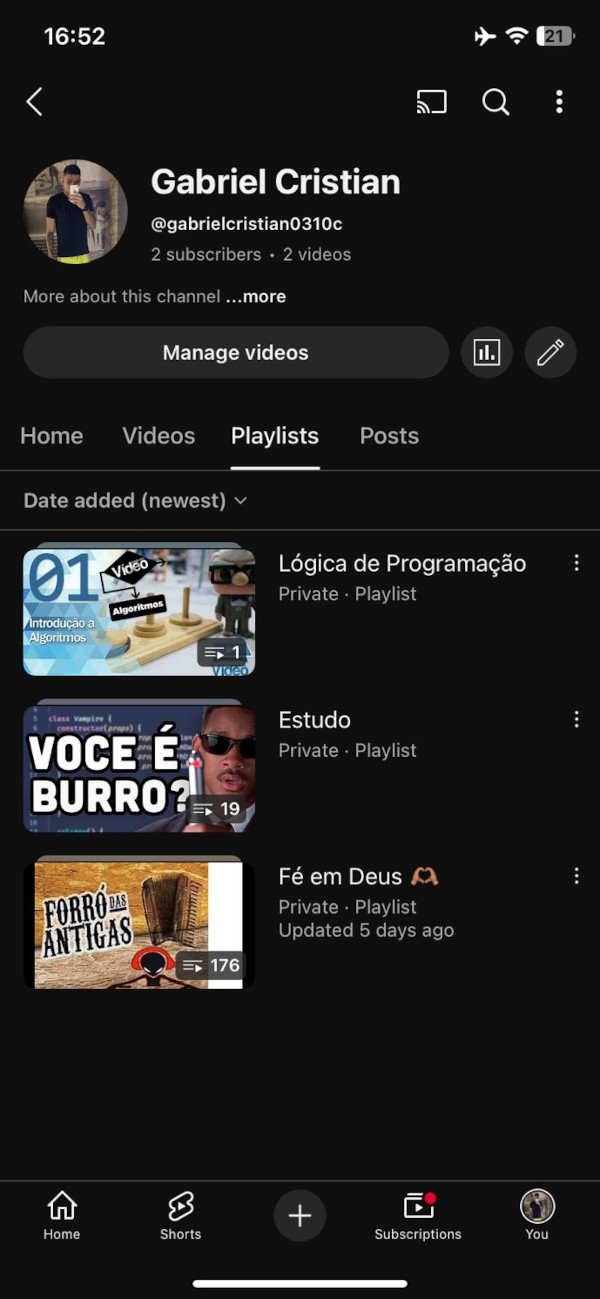 16:52
21
Gabriel Cristian
@gabrielcristian0310c
2 subscribers • 2 videos
More about this channel ...more
Manage videos
Home Videos Playlists Posts
Date added (newest)
01
Vídeo
Algoritmos
Introdução a
Algoritmos
1
Vídeo
Lógica de Programação
Private · Playlist
5 class Vampire {
6 constructor(props) {
VOCE É
BURRO?
19
Estudo
Private · Playlist
FORRÓ DAS
ANTIGAS
176
Fé em Deus 🫶🏽
Private · Playlist
Updated 5 days ago
Home Shorts Subscriptions You